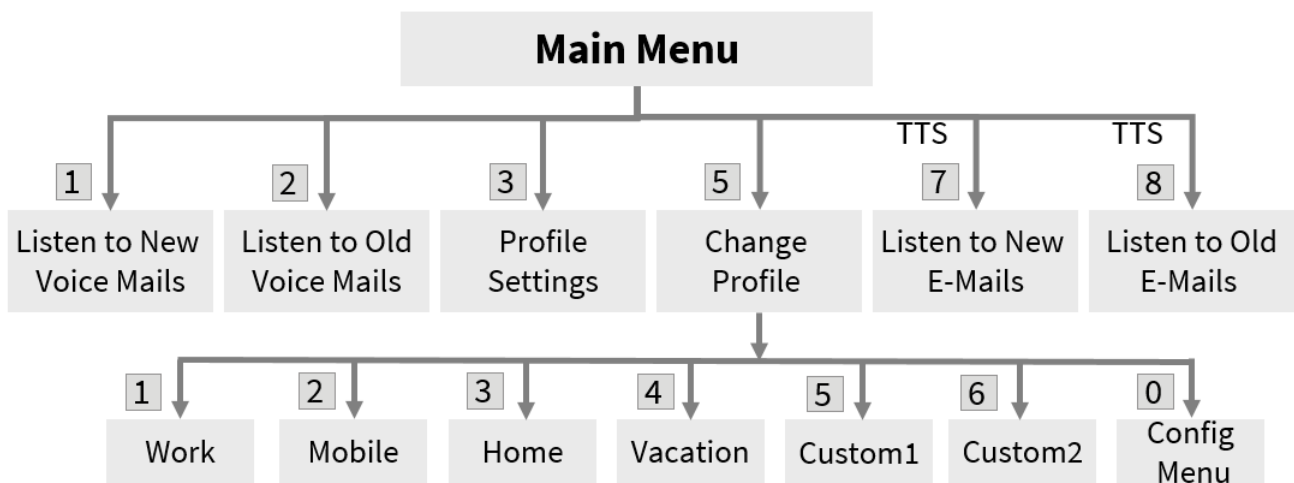 Main Menu
TTS
TTS
1
2
3
5
7
8
Listen to New
Voice Mails
Listen to Old
Voice Mails
Profile
Settings
Change
Profile
Listen to New
E-Mails
Listen to Old
E-Mails
1
2
3
4
5
6
0
Work
Mobile
Home
Vacation
Custom1
Custom2
Config
Menu